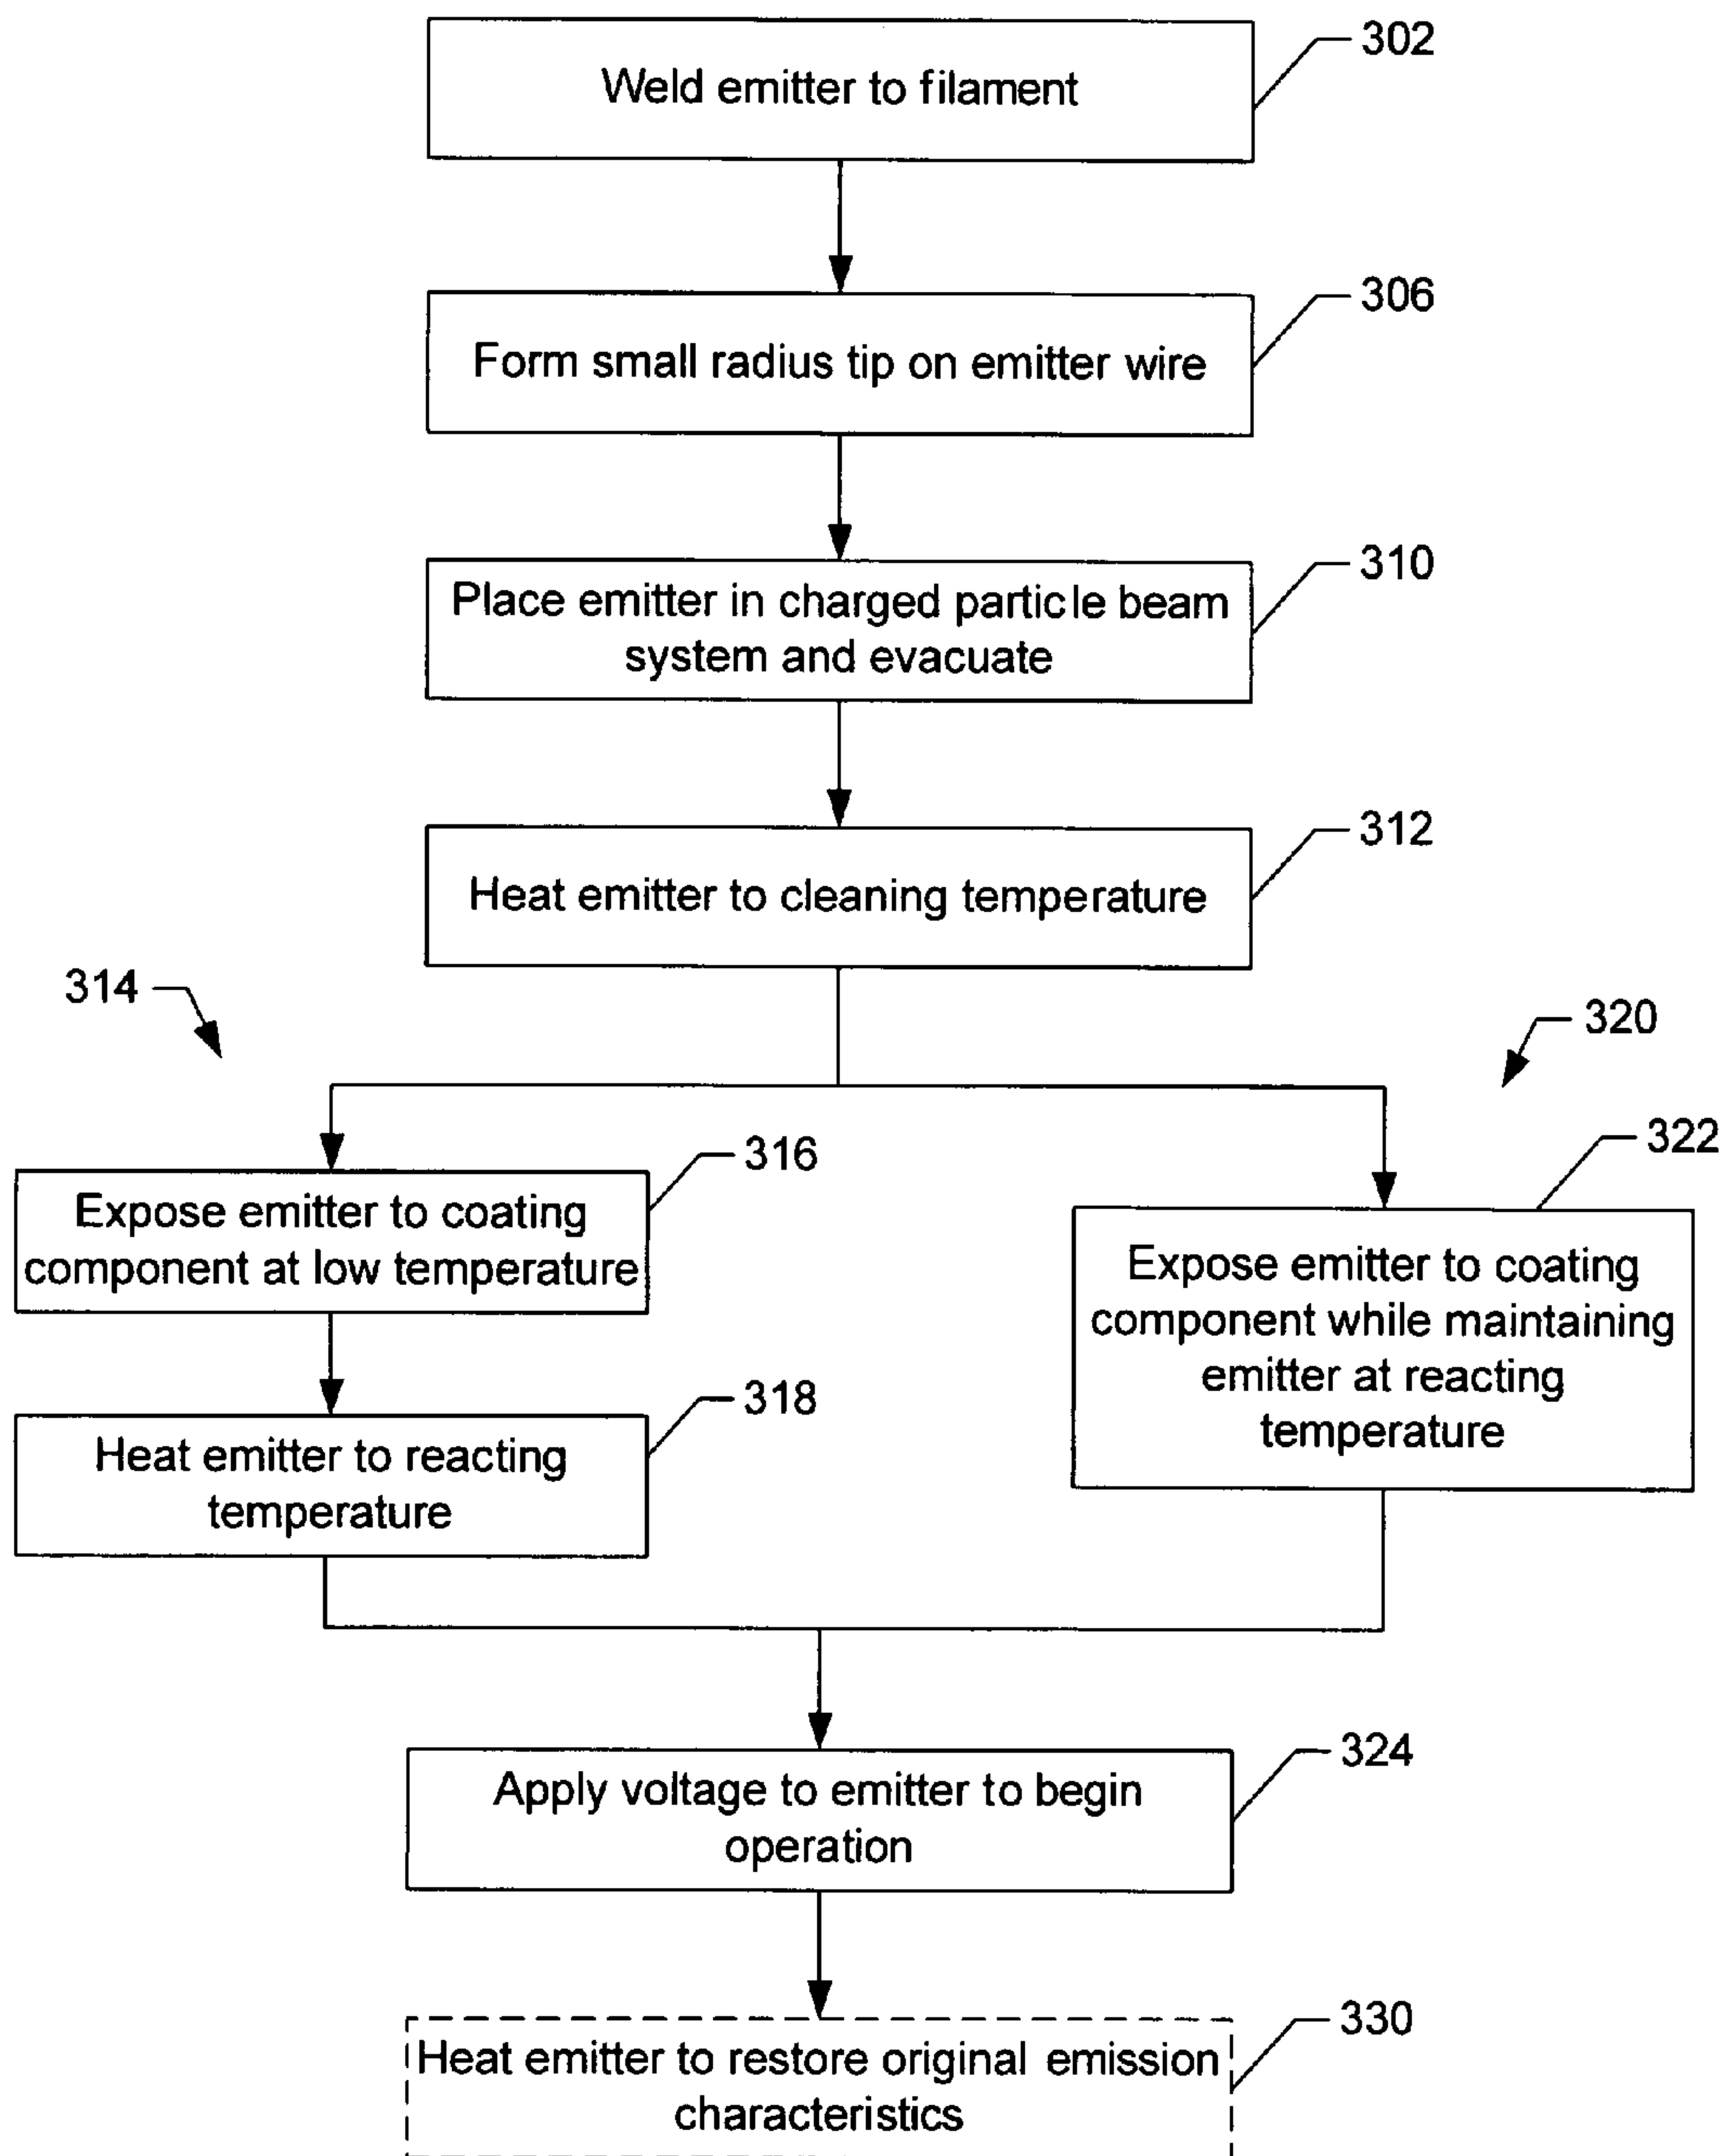 302
Weld emitter to filament
306
Form small radius tip on emitter wire
310
Place emitter in charged particle beam
system and evacuate
312
Heat emitter to cleaning temperature
314
320
316
Expose emitter to coating
component at low temperature
318
Heat emitter to reacting
temperature
322
Expose emitter to coating
component while maintaining
emitter at reacting
temperature
324
Apply voltage to emitter to begin
operation
330
Heat emitter to restore original emission
characteristics